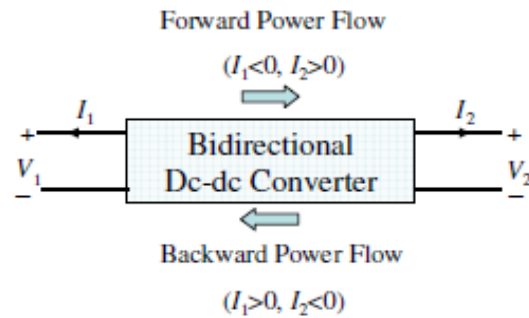 Forward Power Flow
(I₁<0, I₂>0)
I₁
I₂
+
+
Bidirectional
V₁
V₂
Dc-dc Converter
−
−
Backward Power Flow
(I₁>0, I₂<0)